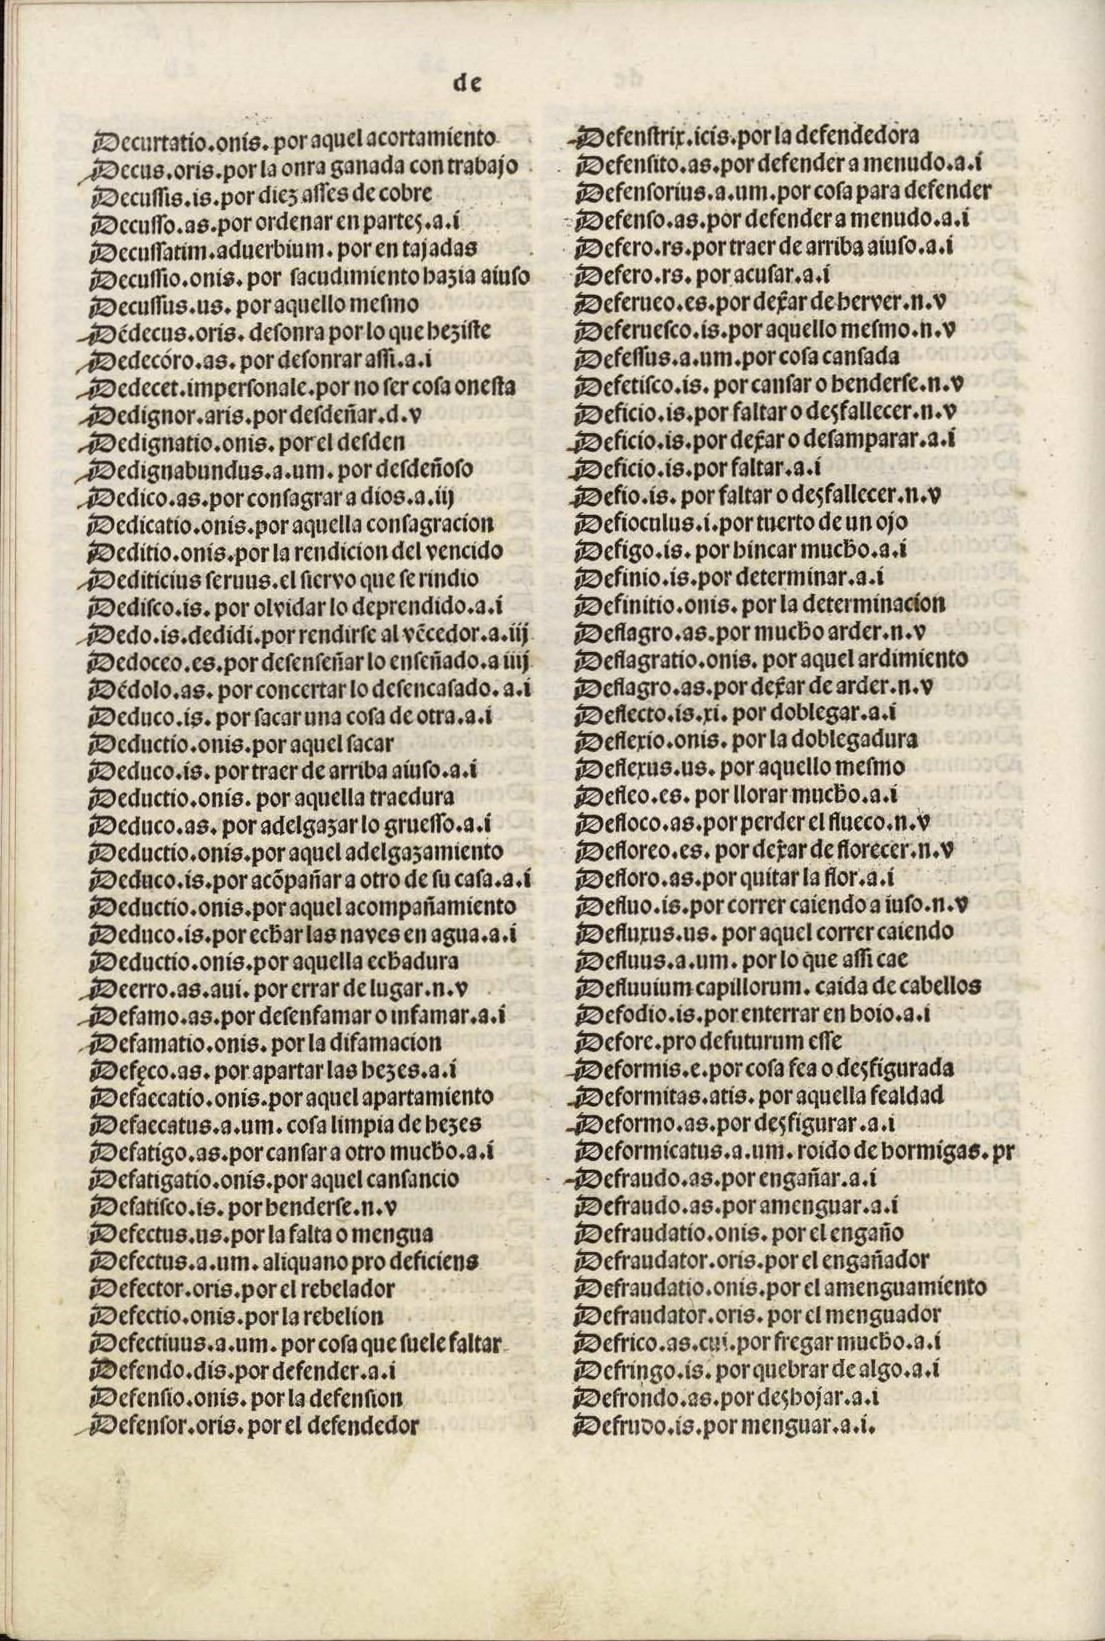 de
Decurtatio.onis. por aquel acortamiento
Decus.oris.por la onra ganada con trabajo
Decussis.is.por diez asses de cobre
Decusso.as.por ordenar en parteς.a.i
Decussatim.aduerbium. por en tajadas
Decussio.onis. por sacudimiento hazia aiuso
Decussus.us. por aquello mesmo
Dédecus.oris. desonra por lo que heziste
Dedecóro.as. por desonrar assi.a.i
Dedecet.impersonale.por no ser cosa onesta
Dedignor.aris.por desdeñar.d.v
Dedignatio.onis. por el desden
Dedignabundus.a.um. por desdeñoso
Dedico.as.por consagrar a dios.a.iij
Dedicatio.onis.por aquella consagracion
Deditio.onis.por la rendicion del vencido
Dediticius seruus.el siervo que se rindio
Dedisco.is. por olvidar lo deprendido.a.i
Dedo.is.dedidi.por rendirse al vēcedor.a.iij
Dedoceo.es.por desenseñar lo enseñado.a iiij
Dédolo.as. por concertar lo desencasado. a.i
Deduco.is. por sacar una cosa de otra.a.i
Deductio.onis.por aquel sacar
Deduco.is. por traer de arriba aiuso.a.i
Deductio.onis. por aquella traedura
Deduco.as. por adelgazar lo gruesso.a.i
Deductio.onis.por aquel adelgazamiento
Deduco.is.por acõpañar a otro de su casa.a.i
Deductio.onis.por aquel acompañamiento
Deduco.is.por echar las naves en agua.a.i
Deductio.onis.por aquella echadura
Deerro.as.aui. por errar de lugar.n.v
Defamo.as.por desenfamar o infamar.a.i
Defamatio.onis. por la difamacion
Defęco.as. por apartar las hezes.a.i
Defaecatio.onis.por aquel apartamiento
Defaecatus.a.um. cosa limpia de hezes
Defatigo.as.por cansar a otro mucho.a.i
Defatigatio.onis.por aquel cansancio
Defatisco.is. por henderse.n.v
Defectus.us.por la falta o mengua
Defectus.a.um. aliquano pro deficiens
Defector.oris.por el rebelador
Defectio.onis.por la rebelion
Defectiuus.a.um. por cosa que suele faltar
Defendo.dis.por defender.a.i
Defensio.onis. por la defension
Defensor.oris. por el defendedor
Defenstrix.icis.por la defendedora
Defensito.as.por defender a menudo.a.i
Defensorius.a.um.por cosa para defender
Defenso.as.por defender a menudo.a.i
Defero.rs.por traer de arriba aiuso.a.i
Defero.rs. por acusar.a.i
Deferueo.es.por dexar de herver.n.v
Deferuesco.is.por aquello mesmo.n.v
Defessus.a.um.por cosa cansada
Defetisco.is. por cansar o henderse.n.v
Deficio.is.por faltar o deςfallecer.n.v
Deficio.is.por dexar o desamparar.a.i
Deficio.is.por faltar.a.i
Defio.is. por faltar o deςfallecer.n.v
Defioculus.i.por tuerto de un ojo
Defigo.is. por hincar mucho.a.i
Definio.is.por determinar.a.i
Definitio.onis. por la determinacion
Deflagro.as.por mucho arder.n.v
Deflagratio.onis. por aquel ardimiento
Deflagro.as.por dexar de arder.n.v
Deflecto.is.xi. por doblegar.a.i
Deflexio.onis. por la doblegadura
Deflexus.us. por aquello mesmo
Defleo.es. por llorar mucho.a.i
Defloco.as.por perder el flueco.n.v
Defloreo.es. por dexar de florecer.n.v
Defloro.as.por quitar la flor.a.i
Defluo.is.por correr caiendo a iuso.n.v
Defluxus.us. por aquel correr caiendo
Defluus.a.um. por lo que assi cae
Defluuium capillorum. caida de cabellos
Defodio.is.por enterrar en hoio.a.i
Defore.pro defuturum esse
Deformis.e.por cosa fea o deςfigurada
Deformitas.atis. por aquella fealdad
Deformo.as.por deςfigurar.a.i
Deformicatus.a.um. roido de hormigas. pr
Defraudo.as.por engañar.a.i
Defraudo.as.por amenguar.a.i
Defraudatio.onis. por el engaño
Defraudator.oris.por el engañador
Defraudatio.onis.por el amenguamiento
Defraudator.oris. por el menguador
Defrico.as.cui.por fregar mucho.a.i
Defringo.is. por quebrar de algo.a.i
Defrondo.as.por deςhojar.a.i
Defrudo.is.por menguar.a.i.